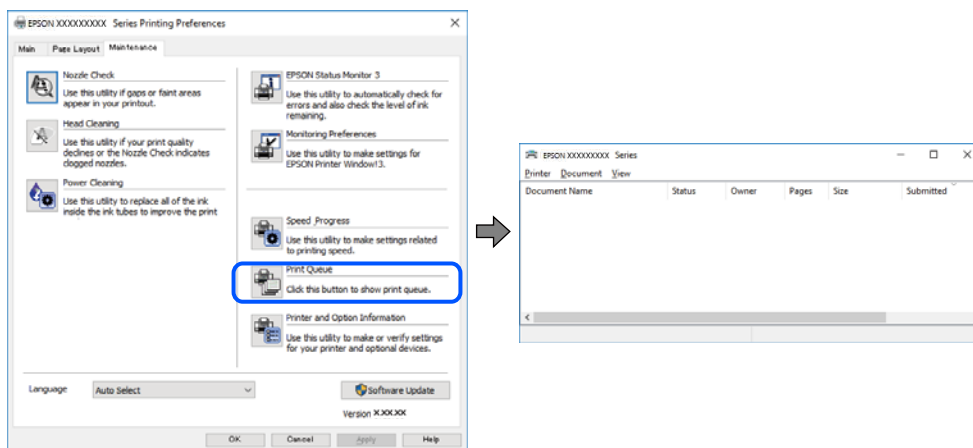 EPSON XXXXXXXXX Series Printing Preferences
Main Page Layout Maintenance
Nozzle Check
Use this utility if gaps or faint areas
appear in your printout.
Head Cleaning
Use this utility if your print quality
declines or the Nozzle Check indicates
clogged nozzles.
Power Cleaning
Use this utility to replace all of the ink
inside the ink tubes to improve the print
EPSON Status Monitor 3
Use this utility to automatically check for
errors and also check the level of ink
remaining.
Monitoring Preferences
Use this utility to make settings for
EPSON Printer Window!3.
Speed Progress
Use this utility to make settings related
to printing speed.
Print Queue
Click this button to show print queue.
Printer and Option Information
Use this utility to make or verify settings
for your printer and optional devices.
Language Auto Select
Software Update
Version X.XX.XX
OK Cancel Apply Help
EPSON XXXXXXXXX Series
Printer Document View
Document Name Status Owner Pages Size Submitted